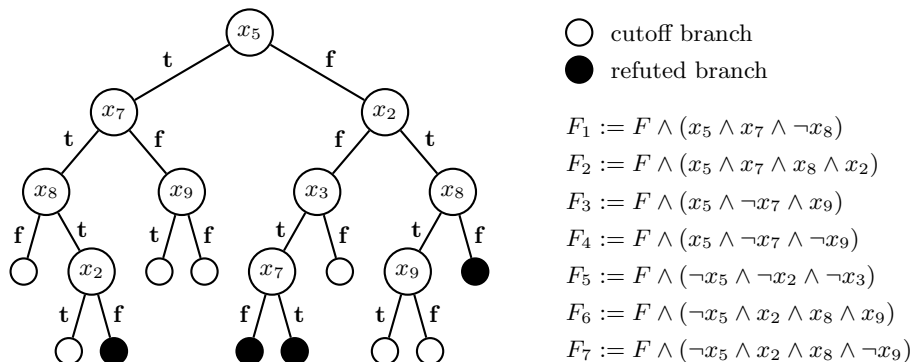 x₅
t f
x₇ x₂
t f f t
x₈ x₉ x₃ x₈
f t t f t f t f
x₂ x₇ x₉
t f f t t f
cutoff branch
refuted branch
F₁ := F ∧ (x₅ ∧ x₇ ∧ ¬x₈)
F₂ := F ∧ (x₅ ∧ x₇ ∧ x₈ ∧ x₂)
F₃ := F ∧ (x₅ ∧ ¬x₇ ∧ x₉)
F₄ := F ∧ (x₅ ∧ ¬x₇ ∧ ¬x₉)
F₅ := F ∧ (¬x₅ ∧ ¬x₂ ∧ ¬x₃)
F₆ := F ∧ (¬x₅ ∧ x₂ ∧ x₈ ∧ x₉)
F₇ := F ∧ (¬x₅ ∧ x₂ ∧ x₈ ∧ ¬x₉)